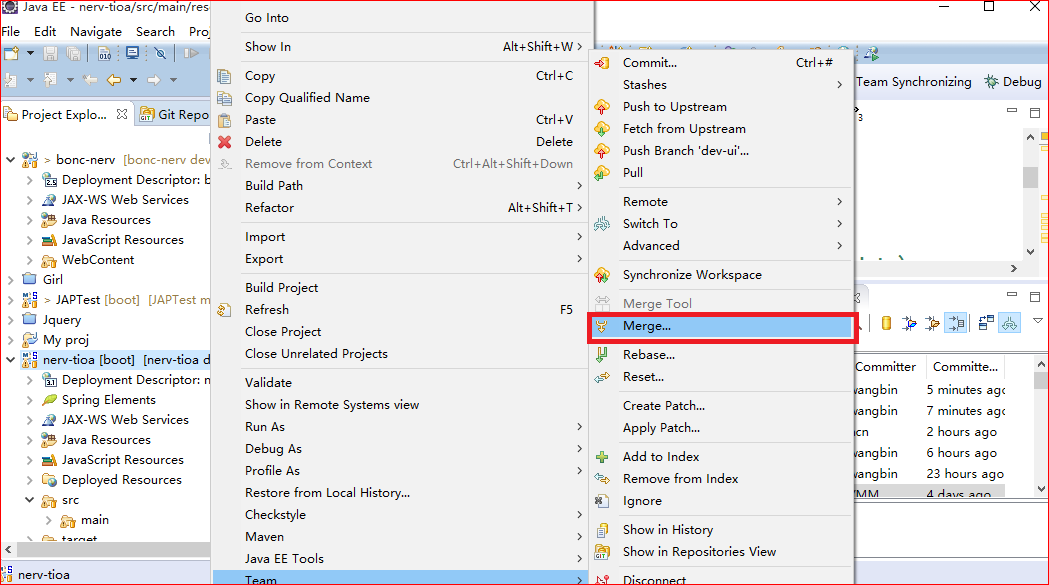 Java EE - nerv-tioa/src/main/res
File Edit Navigate Search Proj
Team Synchronizing Debug
Project Explo... Git Repo
> bonc-nerv [bonc-nerv dev
Deployment Descriptor: b
JAX-WS Web Services
Java Resources
JavaScript Resources
WebContent
Girl
> JAPTest [boot] [JAPTest m
Jquery
My proj
nerv-tioa [boot] [nerv-tioa d
Deployment Descriptor: n
Spring Elements
JAX-WS Web Services
Java Resources
JavaScript Resources
Deployed Resources
src
main
target
nerv-tioa
Go Into
Show In Alt+Shift+W >
Copy Ctrl+C
Copy Qualified Name
Paste Ctrl+V
Delete Delete
Remove from Context Ctrl+Alt+Shift+Down
Build Path
Refactor Alt+Shift+T >
Import
Export
Build Project
Refresh F5
Close Project
Close Unrelated Projects
Validate
Show in Remote Systems view
Run As
Debug As
Profile As
Restore from Local History...
Checkstyle
Maven
Java EE Tools
Team
Commit... Ctrl+#
Stashes
Push to Upstream
Fetch from Upstream
Push Branch 'dev-ui'...
Pull
Remote
Switch To
Advanced
Synchronize Workspace
Merge Tool
Merge...
Rebase...
Reset...
Create Patch...
Apply Patch...
Add to Index
Remove from Index
Ignore
Show in History
Show in Repositories View
Disconnect
3
Committer Committe...
wangbin 5 minutes ago
wangbin 7 minutes ago
cn 2 hours ago
wangbin 6 hours ago
wangbin 23 hours ago
YMM 4 days ago